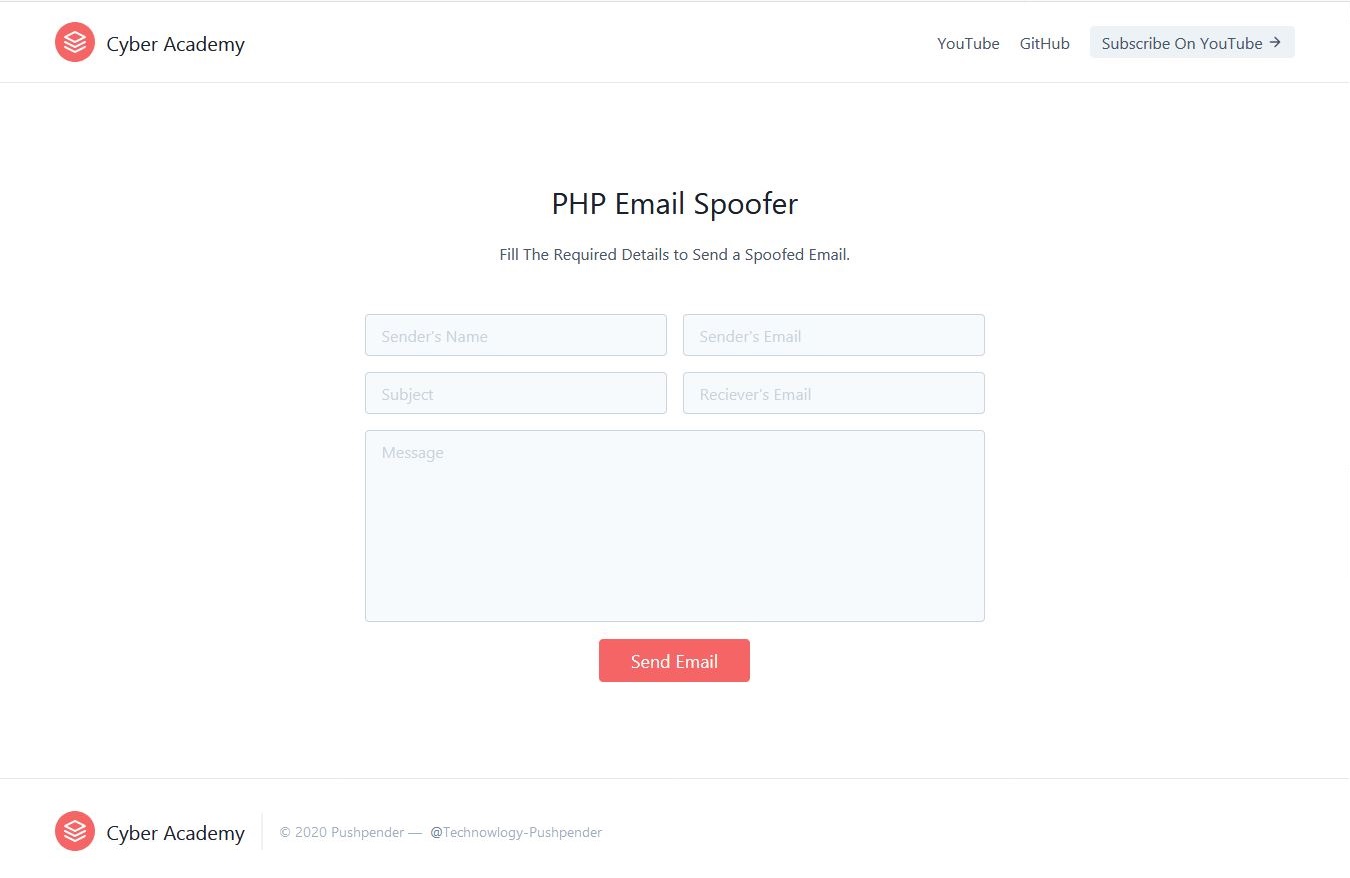 Cyber Academy
YouTube GitHub Subscribe On YouTube →
PHP Email Spoofer
Fill The Required Details to Send a Spoofed Email.
Sender's Name Sender's Email
Subject Reciever's Email
Message
Send Email
Cyber Academy © 2020 Pushpender — @Technowlogy-Pushpender